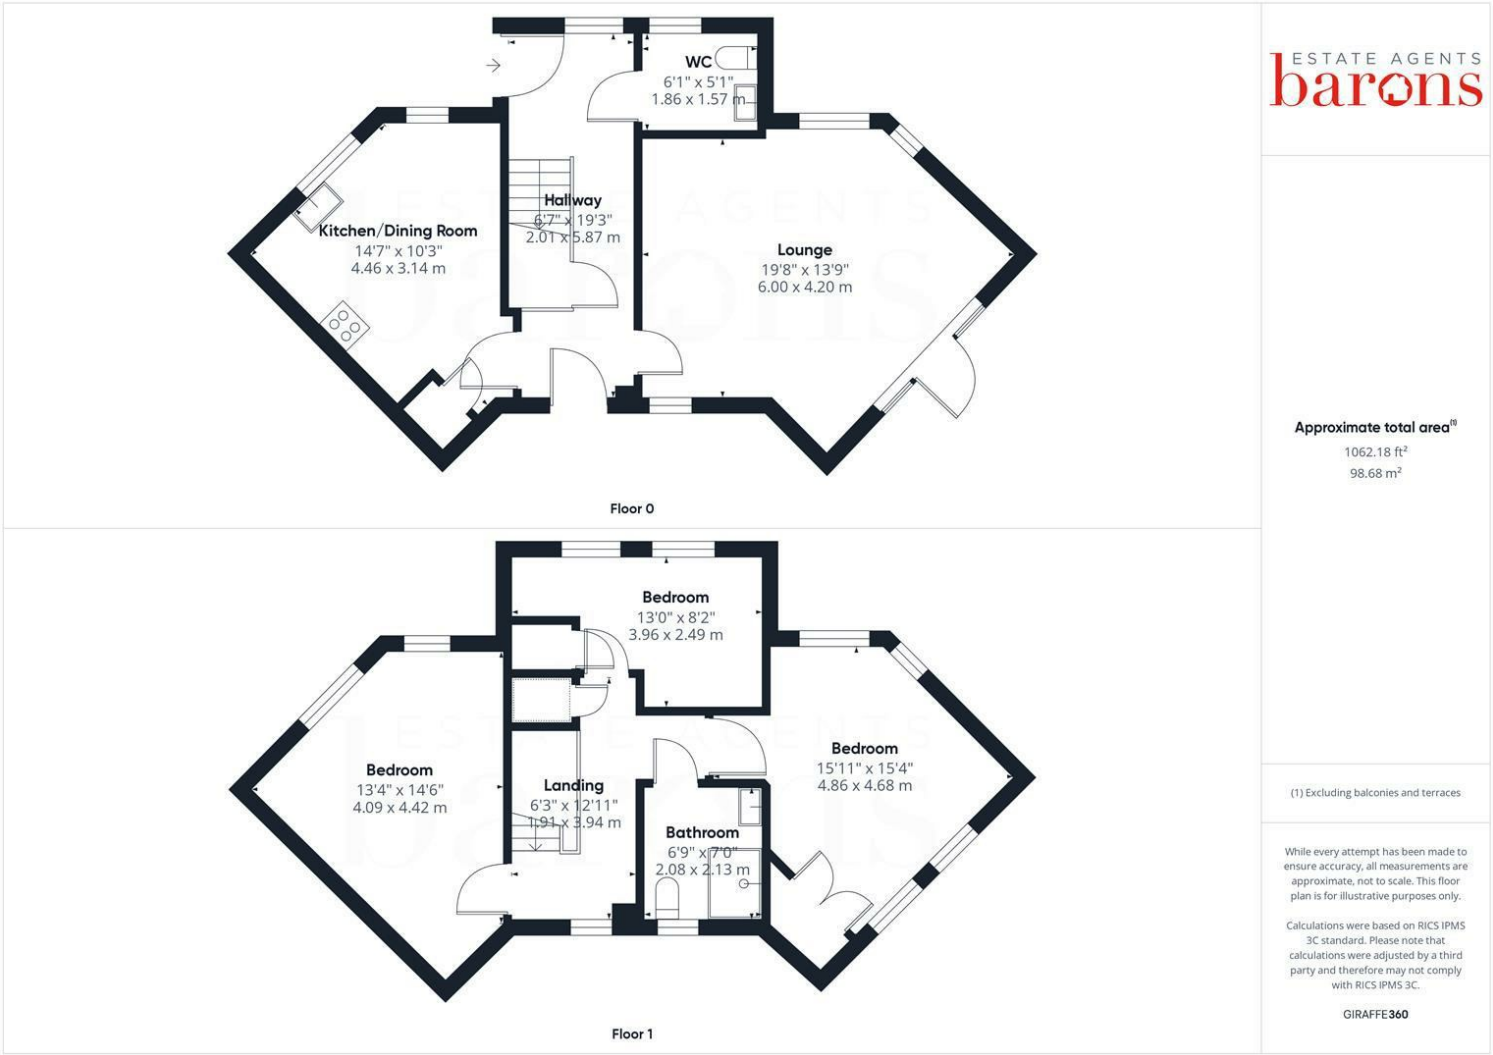 ESTATE AGENTS
barons
WC
6'1" x 5'1"
1.86 x 1.57 m
Hallway
6'7" x 19'3"
2.01 x 5.87 m
Kitchen/Dining Room
14'7" x 10'3"
4.46 x 3.14 m
Lounge
19'8" x 13'9"
6.00 x 4.20 m
ESTATE AGENTS
barons
Floor 0
Approximate total area(1)
1062.18 ft²
98.68 m²
Bedroom
13'0" x 8'2"
3.96 x 2.49 m
Bedroom
13'4" x 14'6"
4.09 x 4.42 m
Landing
6'3" x 12'11"
1.91 x 3.94 m
Bedroom
15'11" x 15'4"
4.86 x 4.68 m
Bathroom
6'9" x 7'0"
2.08 x 2.13 m
ESTATE AGENTS
barons
Floor 1
(1) Excluding balconies and terraces
While every attempt has been made to
ensure accuracy, all measurements are
approximate, not to scale. This floor
plan is for illustrative purposes only.
Calculations were based on RICS IPMS
3C standard. Please note that
calculations were adjusted by a third
party and therefore may not comply
with RICS IPMS 3C.
GIRAFFE360